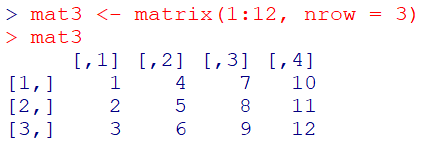 > mat3 <- matrix(1:12, nrow = 3)
> mat3
     [,1] [,2] [,3] [,4]
[1,]    1    4    7   10
[2,]    2    5    8   11
[3,]    3    6    9   12